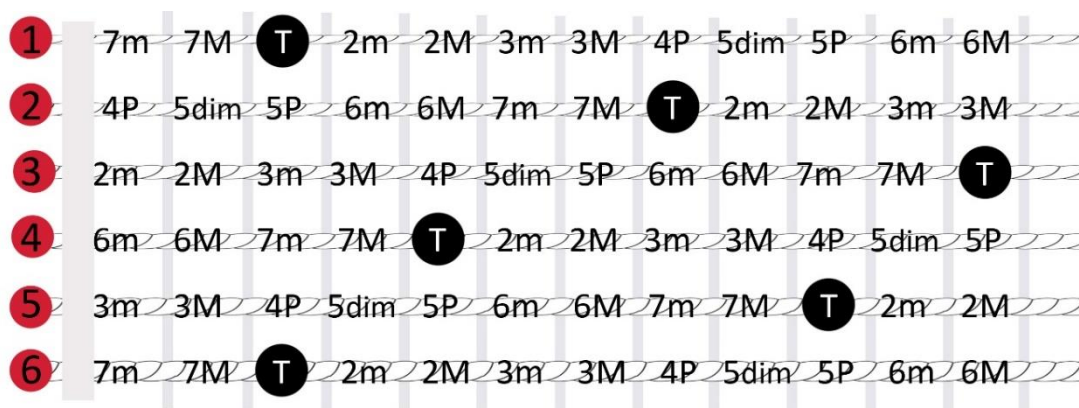 1 7m 7M T 2m 2M 3m 3M 4P 5dim 5P 6m 6M
2 4P 5dim 5P 6m 6M 7m 7M T 2m 2M 3m 3M
3 2m 2M 3m 3M 4P 5dim 5P 6m 6M 7m 7M T
4 6m 6M 7m 7M T 2m 2M 3m 3M 4P 5dim 5P
5 3m 3M 4P 5dim 5P 6m 6M 7m 7M T 2m 2M
6 7m 7M T 2m 2M 3m 3M 4P 5dim 5P 6m 6M